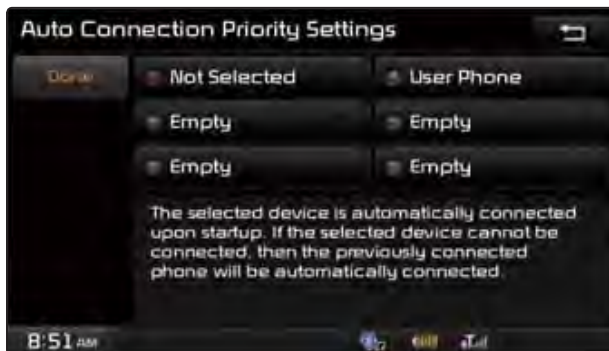 Auto Connection Priority Settings
Done
Not Selected
User Phone
Empty
Empty
Empty
Empty
The selected device is automatically connected
upon startup. If the selected device cannot be
connected, then the previously connected
phone will be automatically connected.
8:51 AM